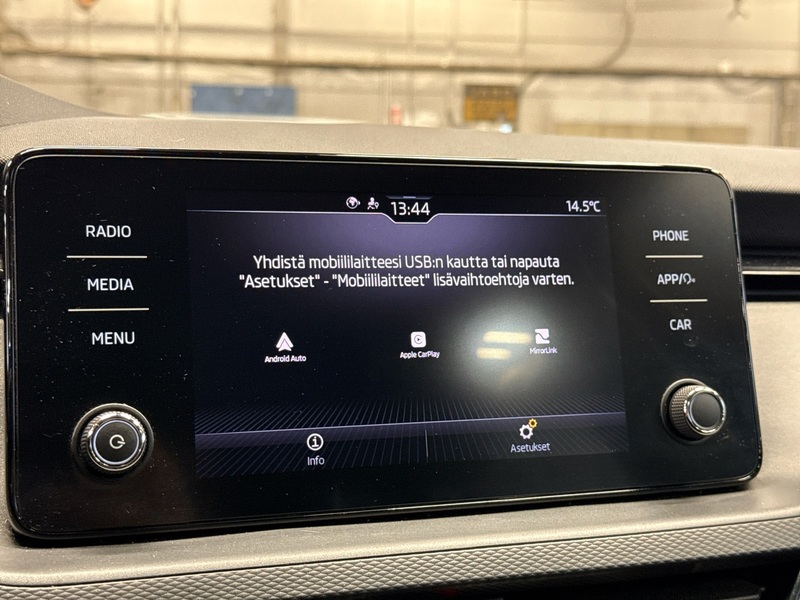 13:44
14.5°C
RADIO
MEDIA
MENU
Yhdistä mobiililaitteesi USB:n kautta tai napauta
"Asetukset" - "Mobiililaitteet" lisävaihtoehtoja varten.
Android Auto
Apple CarPlay
MirrorLink
Info
Asetukset
PHONE
APP/
CAR